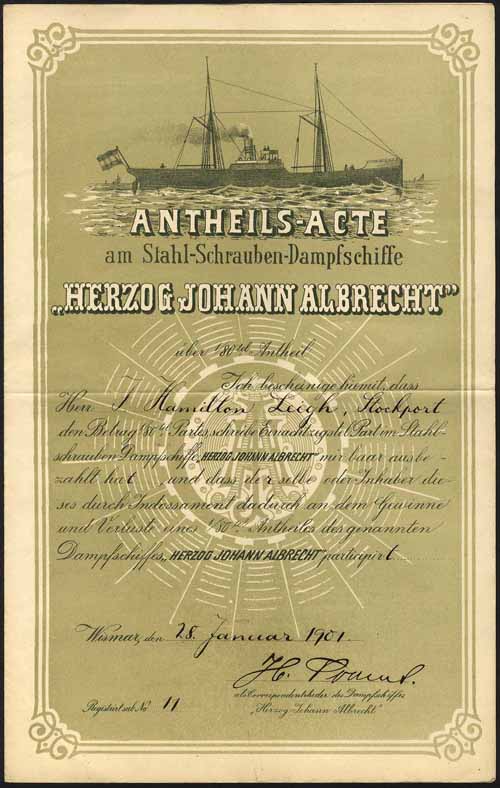 ANTHEILS-ACTE
am Stahl-Schrauben-Dampfschiffe
„HERZOG JOHANN ALBRECHT"
über 1/80tel Antheil
Ich bescheinige hiemit, dass
Herr J Hamilton Leigh, Stockport
den Betrag 1/80tel Partes, schreibe Einachtzigstel Part im Stahl-
schrauben Dampfschiffe „HERZOG JOHANN ALBRECHT" mir baar ausbe-
zahlt hat und dass derselbe oder Inhaber die-
ses durch Indossament dadurch an dem Gewinne
und Verluste eines 1/80tel Antheiles des genannten
Dampfschiffes „HERZOG JOHANN ALBRECHT" participirt
Wismar, den 28. Januar 1901.
H.
als Correspondentrheder des Dampfschiffes
Registrirt sub No 11 „Herzog Johann Albrecht"